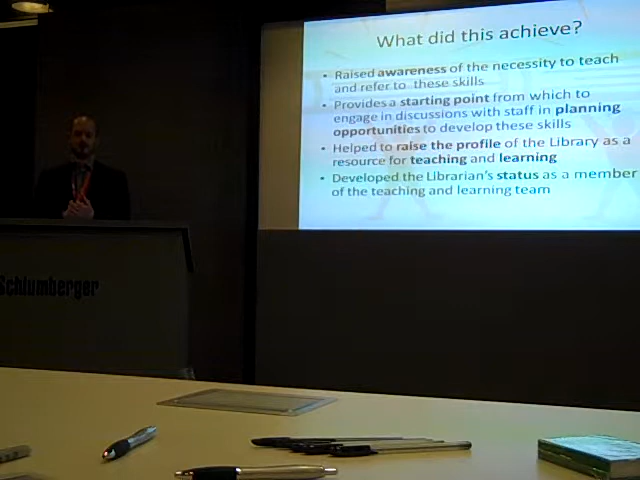 What did this achieve?
• Raised awareness of the necessity to teach
and refer to these skills
• Provides a starting point from which to
engage in discussions with staff in planning
opportunities to develop these skills
• Helped to raise the profile of the Library as a
resource for teaching and learning
• Developed the Librarian's status as a member
of the teaching and learning team
Schlumberger